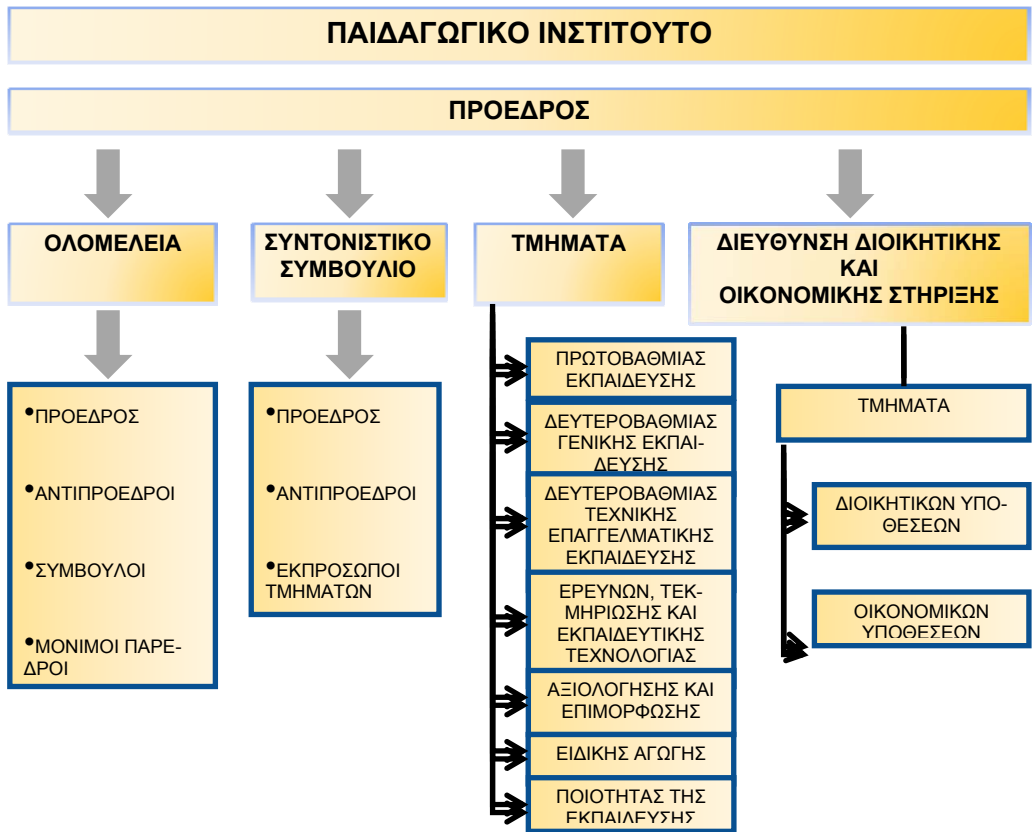 ΠΑΙΔΑΓΩΓΙΚΟ ΙΝΣΤΙΤΟΥΤΟ
ΠΡΟΕΔΡΟΣ
ΟΛΟΜΕΛΕΙΑ
ΣΥΝΤΟΝΙΣΤΙΚΟ
ΣΥΜΒΟΥΛΙΟ
ΤΜΗΜΑΤΑ
ΔΙΕΥΘΥΝΣΗ ΔΙΟΙΚΗΤΙΚΗΣ
ΚΑΙ
ΟΙΚΟΝΟΜΙΚΗΣ ΣΤΗΡΙΞΗΣ
•ΠΡΟΕΔΡΟΣ
•ΑΝΤΙΠΡΟΕΔΡΟΙ
•ΣΥΜΒΟΥΛΟΙ
•ΜΟΝΙΜΟΙ ΠΑΡΕ-
ΔΡΟΙ
•ΠΡΟΕΔΡΟΣ
•ΑΝΤΙΠΡΟΕΔΡΟΙ
•ΕΚΠΡΟΣΩΠΟΙ
ΤΜΗΜΑΤΩΝ
ΠΡΩΤΟΒΑΘΜΙΑΣ
ΕΚΠΑΙΔΕΥΣΗΣ
ΔΕΥΤΕΡΟΒΑΘΜΙΑΣ
ΓΕΝΙΚΗΣ ΕΚΠΑΙ-
ΔΕΥΣΗΣ
ΔΕΥΤΕΡΟΒΑΘΜΙΑΣ
ΤΕΧΝΙΚΗΣ
ΕΠΑΓΓΕΛΜΑΤΙΚΗΣ
ΕΚΠΑΙΔΕΥΣΗΣ
ΕΡΕΥΝΩΝ, ΤΕΚ-
ΜΗΡΙΩΣΗΣ ΚΑΙ
ΕΚΠΑΙΔΕΥΤΙΚΗΣ
ΤΕΧΝΟΛΟΓΙΑΣ
ΑΞΙΟΛΟΓΗΣΗΣ ΚΑΙ
ΕΠΙΜΟΡΦΩΣΗΣ
ΕΙΔΙΚΗΣ ΑΓΩΓΗΣ
ΠΟΙΟΤΗΤΑΣ ΤΗΣ
ΕΚΠΑΙΔΕΥΣΗΣ
ΤΜΗΜΑΤΑ
ΔΙΟΙΚΗΤΙΚΩΝ ΥΠΟ-
ΘΕΣΕΩΝ
ΟΙΚΟΝΟΜΙΚΩΝ
ΥΠΟΘΕΣΕΩΝ